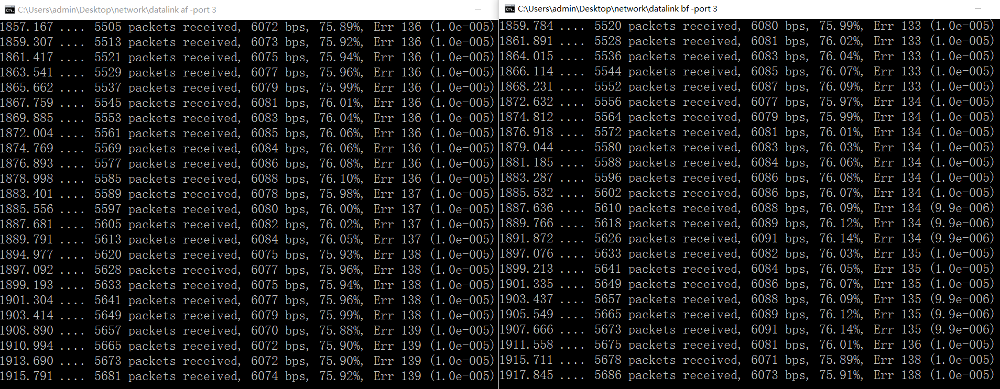 C:\Users\admin\Desktop\network\datalink af -port 3
1857.167 .... 5505 packets received, 6072 bps, 75.89%, Err 136 (1.0e-005)
1859.307 .... 5513 packets received, 6073 bps, 75.92%, Err 136 (1.0e-005)
1861.417 .... 5521 packets received, 6075 bps, 75.94%, Err 136 (1.0e-005)
1863.541 .... 5529 packets received, 6077 bps, 75.96%, Err 136 (1.0e-005)
1865.662 .... 5537 packets received, 6079 bps, 75.99%, Err 136 (1.0e-005)
1867.759 .... 5545 packets received, 6081 bps, 76.01%, Err 136 (1.0e-005)
1869.885 .... 5553 packets received, 6083 bps, 76.04%, Err 136 (1.0e-005)
1872.004 .... 5561 packets received, 6085 bps, 76.06%, Err 136 (1.0e-005)
1874.769 .... 5569 packets received, 6084 bps, 76.06%, Err 136 (1.0e-005)
1876.893 .... 5577 packets received, 6086 bps, 76.08%, Err 136 (1.0e-005)
1878.998 .... 5585 packets received, 6088 bps, 76.10%, Err 136 (1.0e-005)
1883.401 .... 5589 packets received, 6078 bps, 75.98%, Err 137 (1.0e-005)
1885.556 .... 5597 packets received, 6080 bps, 76.00%, Err 137 (1.0e-005)
1887.681 .... 5605 packets received, 6082 bps, 76.02%, Err 137 (1.0e-005)
1889.791 .... 5613 packets received, 6084 bps, 76.05%, Err 137 (1.0e-005)
1894.977 .... 5620 packets received, 6075 bps, 75.93%, Err 138 (1.0e-005)
1897.092 .... 5628 packets received, 6077 bps, 75.96%, Err 138 (1.0e-005)
1899.193 .... 5633 packets received, 6075 bps, 75.94%, Err 138 (1.0e-005)
1901.304 .... 5641 packets received, 6077 bps, 75.96%, Err 138 (1.0e-005)
1903.414 .... 5649 packets received, 6079 bps, 75.99%, Err 138 (1.0e-005)
1908.890 .... 5657 packets received, 6070 bps, 75.88%, Err 139 (1.0e-005)
1910.994 .... 5665 packets received, 6072 bps, 75.90%, Err 139 (1.0e-005)
1913.690 .... 5673 packets received, 6072 bps, 75.90%, Err 139 (1.0e-005)
1915.791 .... 5681 packets received, 6074 bps, 75.92%, Err 139 (1.0e-005)
C:\Users\admin\Desktop\network\datalink bf -port 3
1859.784 .... 5520 packets received, 6080 bps, 75.99%, Err 133 (1.0e-005)
1861.891 .... 5528 packets received, 6081 bps, 76.02%, Err 133 (1.0e-005)
1864.015 .... 5536 packets received, 6083 bps, 76.04%, Err 133 (1.0e-005)
1866.114 .... 5544 packets received, 6085 bps, 76.07%, Err 133 (1.0e-005)
1868.231 .... 5552 packets received, 6087 bps, 76.09%, Err 133 (1.0e-005)
1872.632 .... 5556 packets received, 6077 bps, 75.97%, Err 134 (1.0e-005)
1874.812 .... 5564 packets received, 6079 bps, 75.99%, Err 134 (1.0e-005)
1876.918 .... 5572 packets received, 6081 bps, 76.01%, Err 134 (1.0e-005)
1879.044 .... 5580 packets received, 6083 bps, 76.03%, Err 134 (1.0e-005)
1881.185 .... 5588 packets received, 6084 bps, 76.06%, Err 134 (1.0e-005)
1883.287 .... 5596 packets received, 6086 bps, 76.08%, Err 134 (1.0e-005)
1885.532 .... 5602 packets received, 6086 bps, 76.07%, Err 134 (1.0e-005)
1887.636 .... 5610 packets received, 6088 bps, 76.09%, Err 134 (9.9e-006)
1889.766 .... 5618 packets received, 6089 bps, 76.12%, Err 134 (9.9e-006)
1891.872 .... 5626 packets received, 6091 bps, 76.14%, Err 134 (9.9e-006)
1897.076 .... 5633 packets received, 6082 bps, 76.03%, Err 135 (1.0e-005)
1899.213 .... 5641 packets received, 6084 bps, 76.05%, Err 135 (1.0e-005)
1901.335 .... 5649 packets received, 6086 bps, 76.07%, Err 135 (1.0e-005)
1903.437 .... 5657 packets received, 6088 bps, 76.09%, Err 135 (9.9e-006)
1905.549 .... 5665 packets received, 6089 bps, 76.12%, Err 135 (9.9e-006)
1907.666 .... 5673 packets received, 6091 bps, 76.14%, Err 135 (9.9e-006)
1911.558 .... 5675 packets received, 6081 bps, 76.01%, Err 136 (1.0e-005)
1915.711 .... 5678 packets received, 6071 bps, 75.89%, Err 138 (1.0e-005)
1917.845 .... 5686 packets received, 6073 bps, 75.91%, Err 138 (1.0e-005)